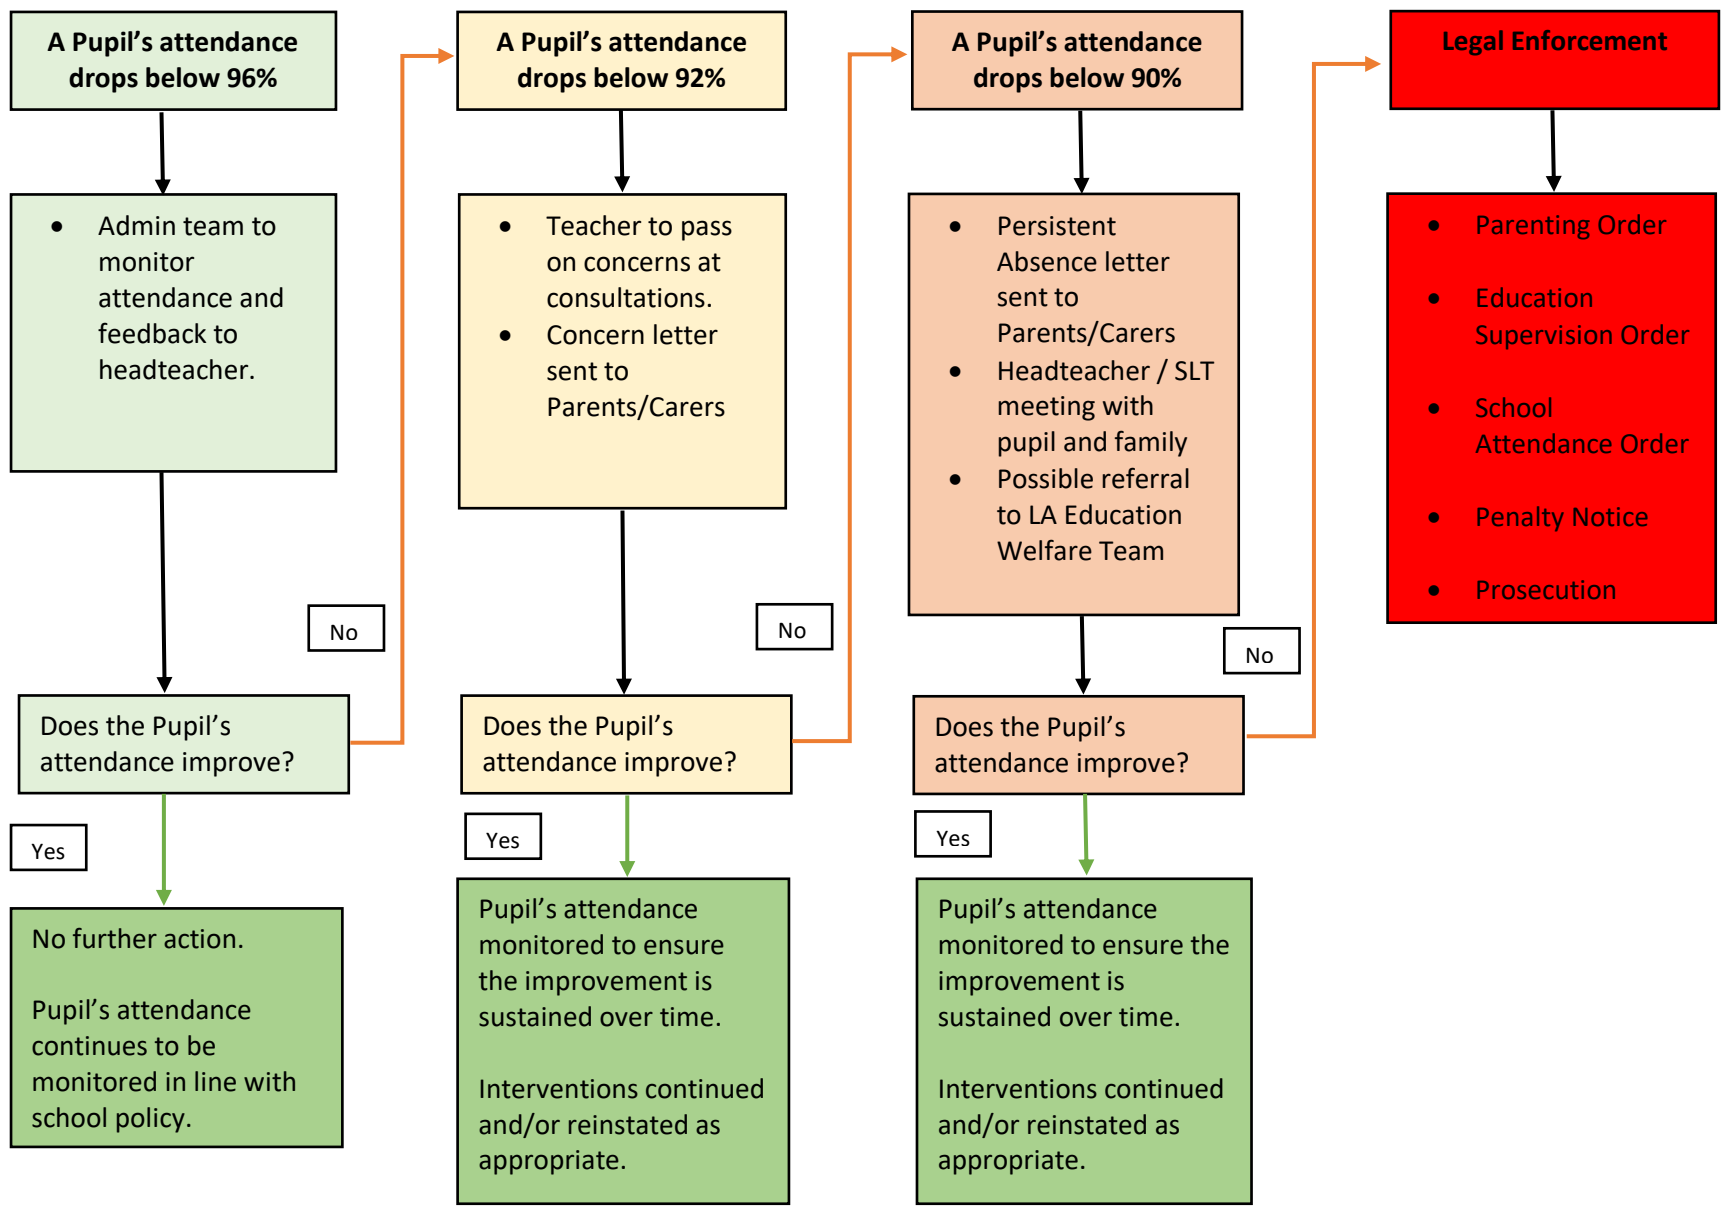 A Pupil’s attendance
drops below 96%
A Pupil’s attendance
drops below 92%
A Pupil’s attendance
drops below 90%
Legal Enforcement
• Admin team to
monitor
attendance and
feedback to
headteacher.
• Teacher to pass
on concerns at
consultations.
• Concern letter
sent to
Parents/Carers
• Persistent
Absence letter
sent to
Parents/Carers
• Headteacher / SLT
meeting with
pupil and family
• Possible referral
to LA Education
Welfare Team
• Parenting Order
• Education
Supervision Order
• School
Attendance Order
• Penalty Notice
• Prosecution
No
No
No
Does the Pupil’s
attendance improve?
Does the Pupil’s
attendance improve?
Does the Pupil’s
attendance improve?
Yes
Yes
Yes
No further action.
Pupil’s attendance
continues to be
monitored in line with
school policy.
Pupil’s attendance
monitored to ensure
the improvement is
sustained over time.
Interventions continued
and/or reinstated as
appropriate.
Pupil’s attendance
monitored to ensure the
improvement is
sustained over time.
Interventions continued
and/or reinstated as
appropriate.